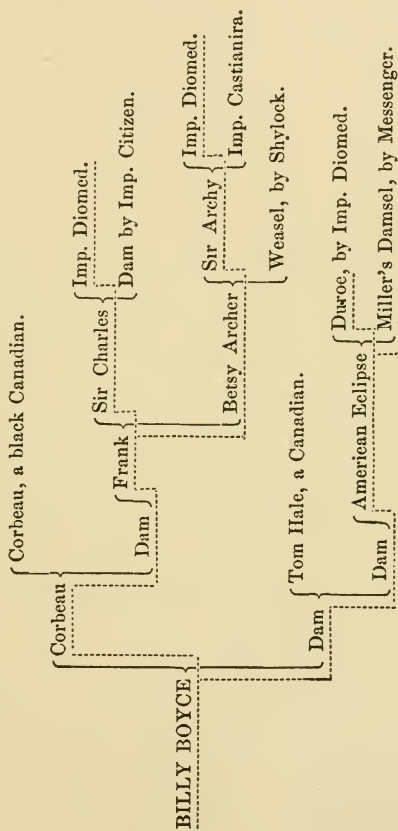 Corbeau, a black Canadian.
Corbeau
Imp. Diomed.
Sir Charles
Dam by Imp. Citizen.
Frank
Dam
BILLY BOYCE
Imp. Diomed.
Sir Archy
Imp. Castianira.
Betsy Archer
Weasel, by Shylock.
Tom Hale, a Canadian.
Dam
Duroe, by Imp. Diomed.
American Eclipse
Dam
Miller's Damsel, by Messenger.